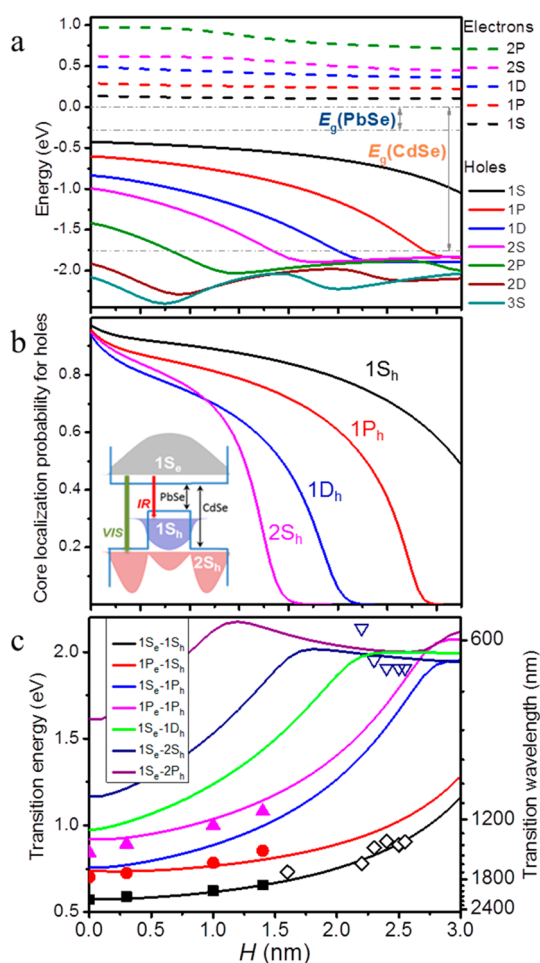 a
Electrons
2P
2S
1D
1P
1S
Holes
1S
1P
1D
2S
2P
2D
3S
Energy (eV)
1.0
0.5
0.0
-0.5
-1.0
-1.5
-2.0
Eg(PbSe)
Eg(CdSe)
b
Core localization probability for holes
0.8
0.6
0.4
0.2
1Sh
1Ph
1Dh
2Sh
1Se
PbSe
CdSe
VIS
IR
1Sh
2Sh
c
Transition energy (eV)
2.0
1.5
1.0
0.5
1Se-1Sh
1Pe-1Sh
1Se-1Ph
1Pe-1Ph
1Se-1Dh
1Se-2Sh
1Se-2Ph
Transition wavelength (nm)
600
1200
1800
2400
0.0 0.5 1.0 1.5 2.0 2.5 3.0
H (nm)